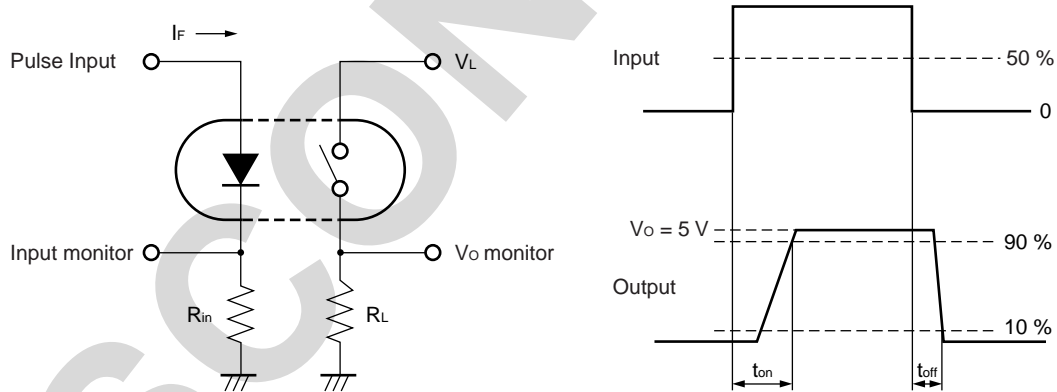 IF
Pulse Input
VL
Input monitor
VO monitor
Rin
RL
Input
50 %
0
VO = 5 V
90 %
Output
10 %
ton
toff